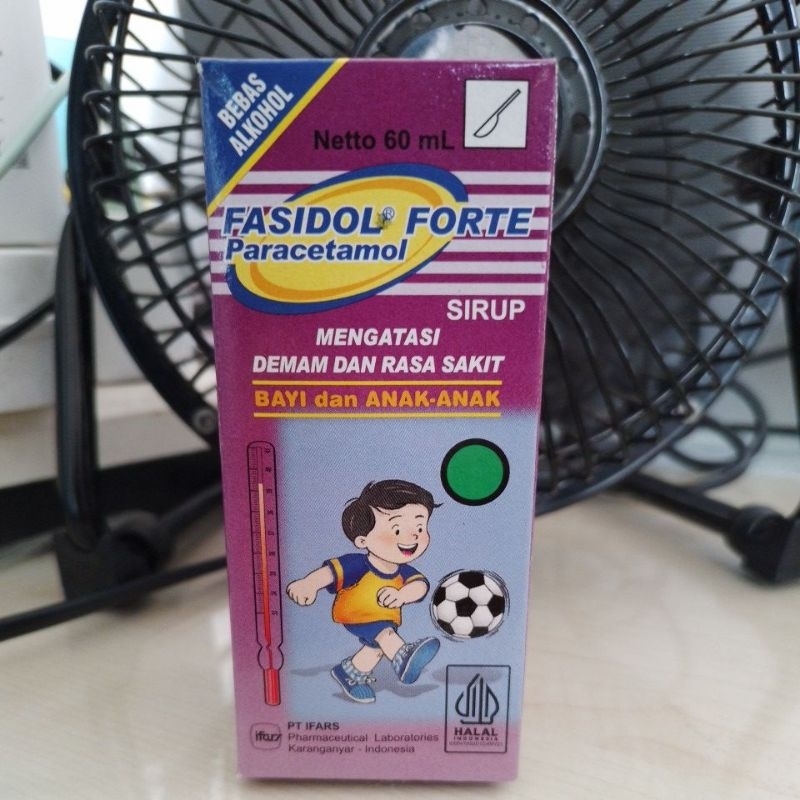 BEBAS
ALKOHOL
Netto 60 mL
FASIDOL® FORTE
Paracetamol
SIRUP
MENGATASI
DEMAM DAN RASA SAKIT
BAYI dan ANAK-ANAK
ifars
PT IFARS
Pharmaceutical Laboratories
Karanganyar - Indonesia
HALAL
INDONESIA